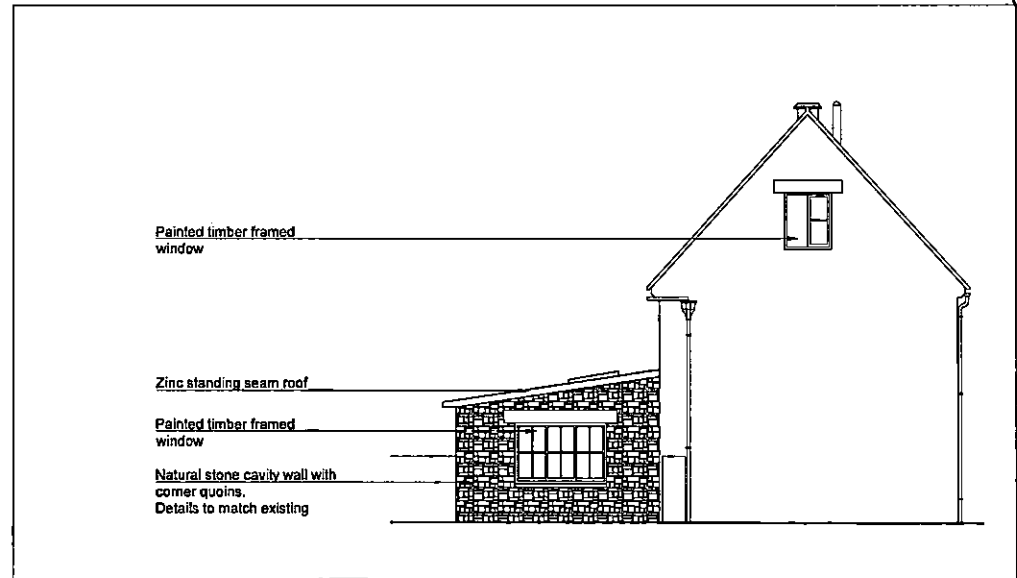 Painted timber framed
window
Zinc standing seam roof
Painted timber framed
window
Natural stone cavity wall with
corner quoins.
Details to match existing